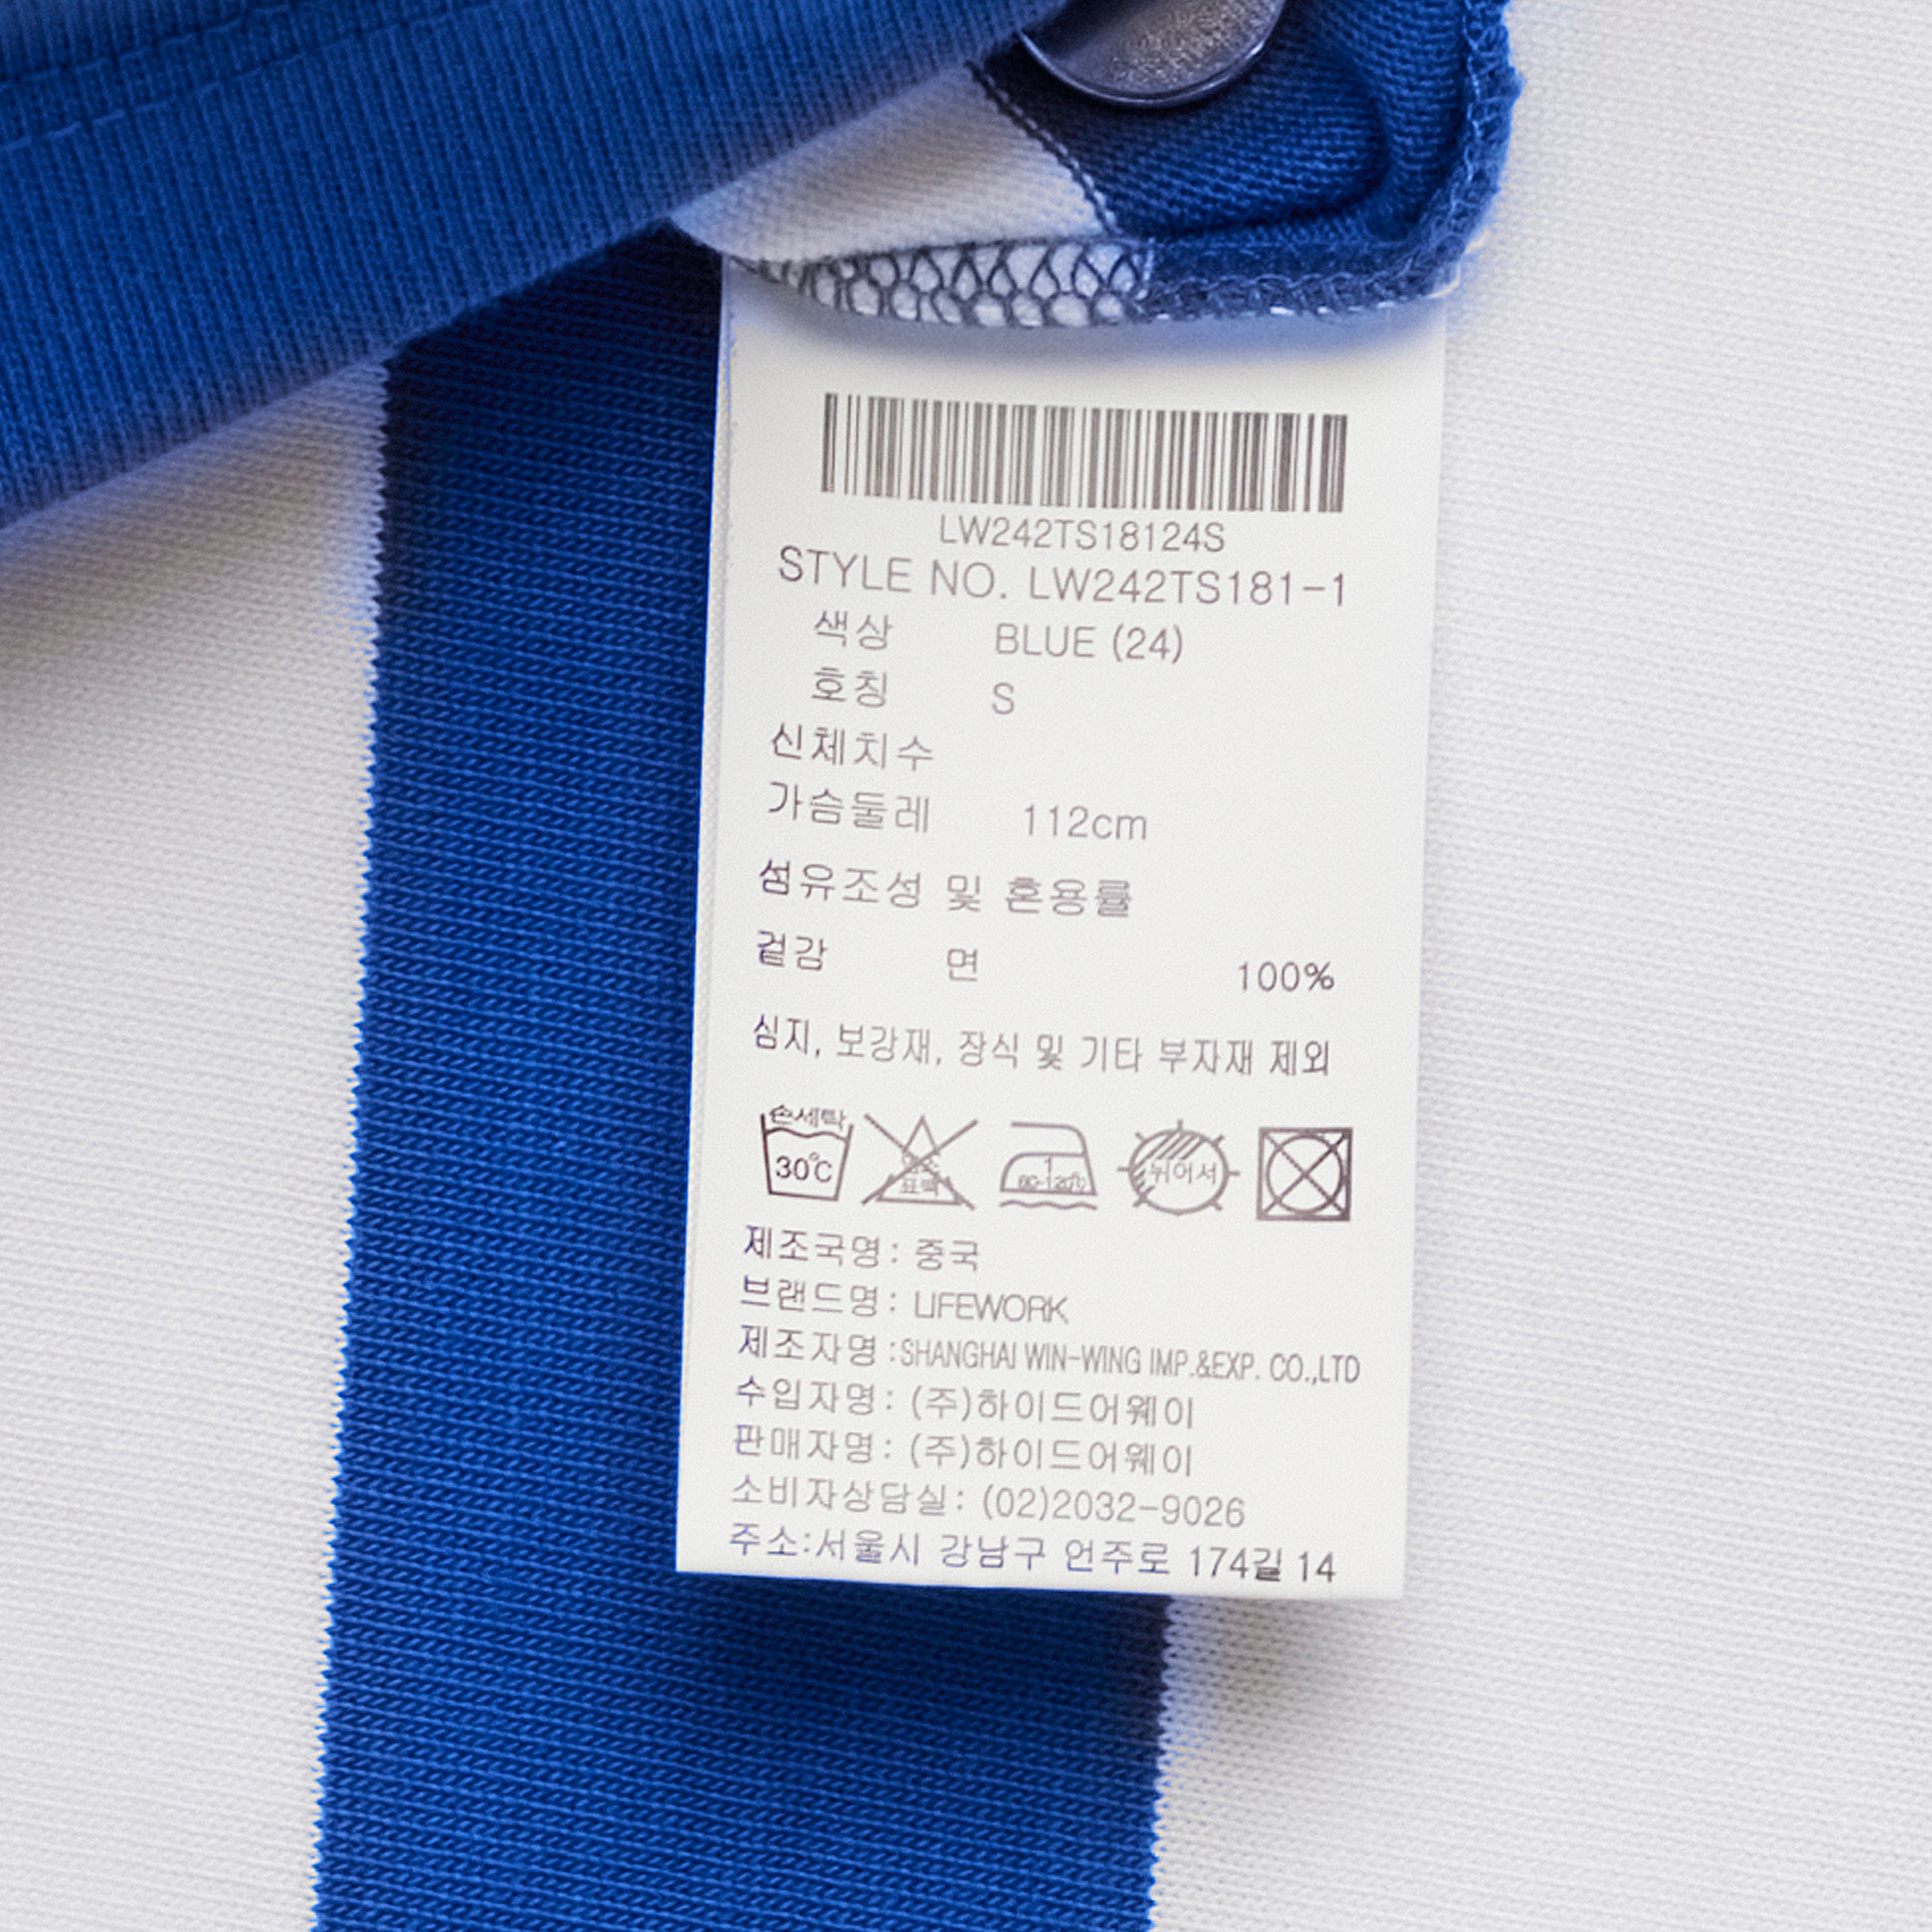 LW242TS18124S
STYLE NO. LW242TS181-1
색상 BLUE (24)
호칭 S
신체치수
가슴둘레 112cm
섬유조성 및 혼용률
겉감 면 100%
심지, 보강재, 장식 및 기타 부자재 제외
손세탁
30℃
표백
뉘어서
제조국명: 중국
브랜드명: LIFEWORK
제조자명:SHANGHAI WIN-WING IMP.&EXP. CO.,LTD
수입자명: (주)하이드어웨이
판매자명: (주)하이드어웨이
소비자상담실: (02)2032-9026
주소:서울시 강남구 언주로 174길 14